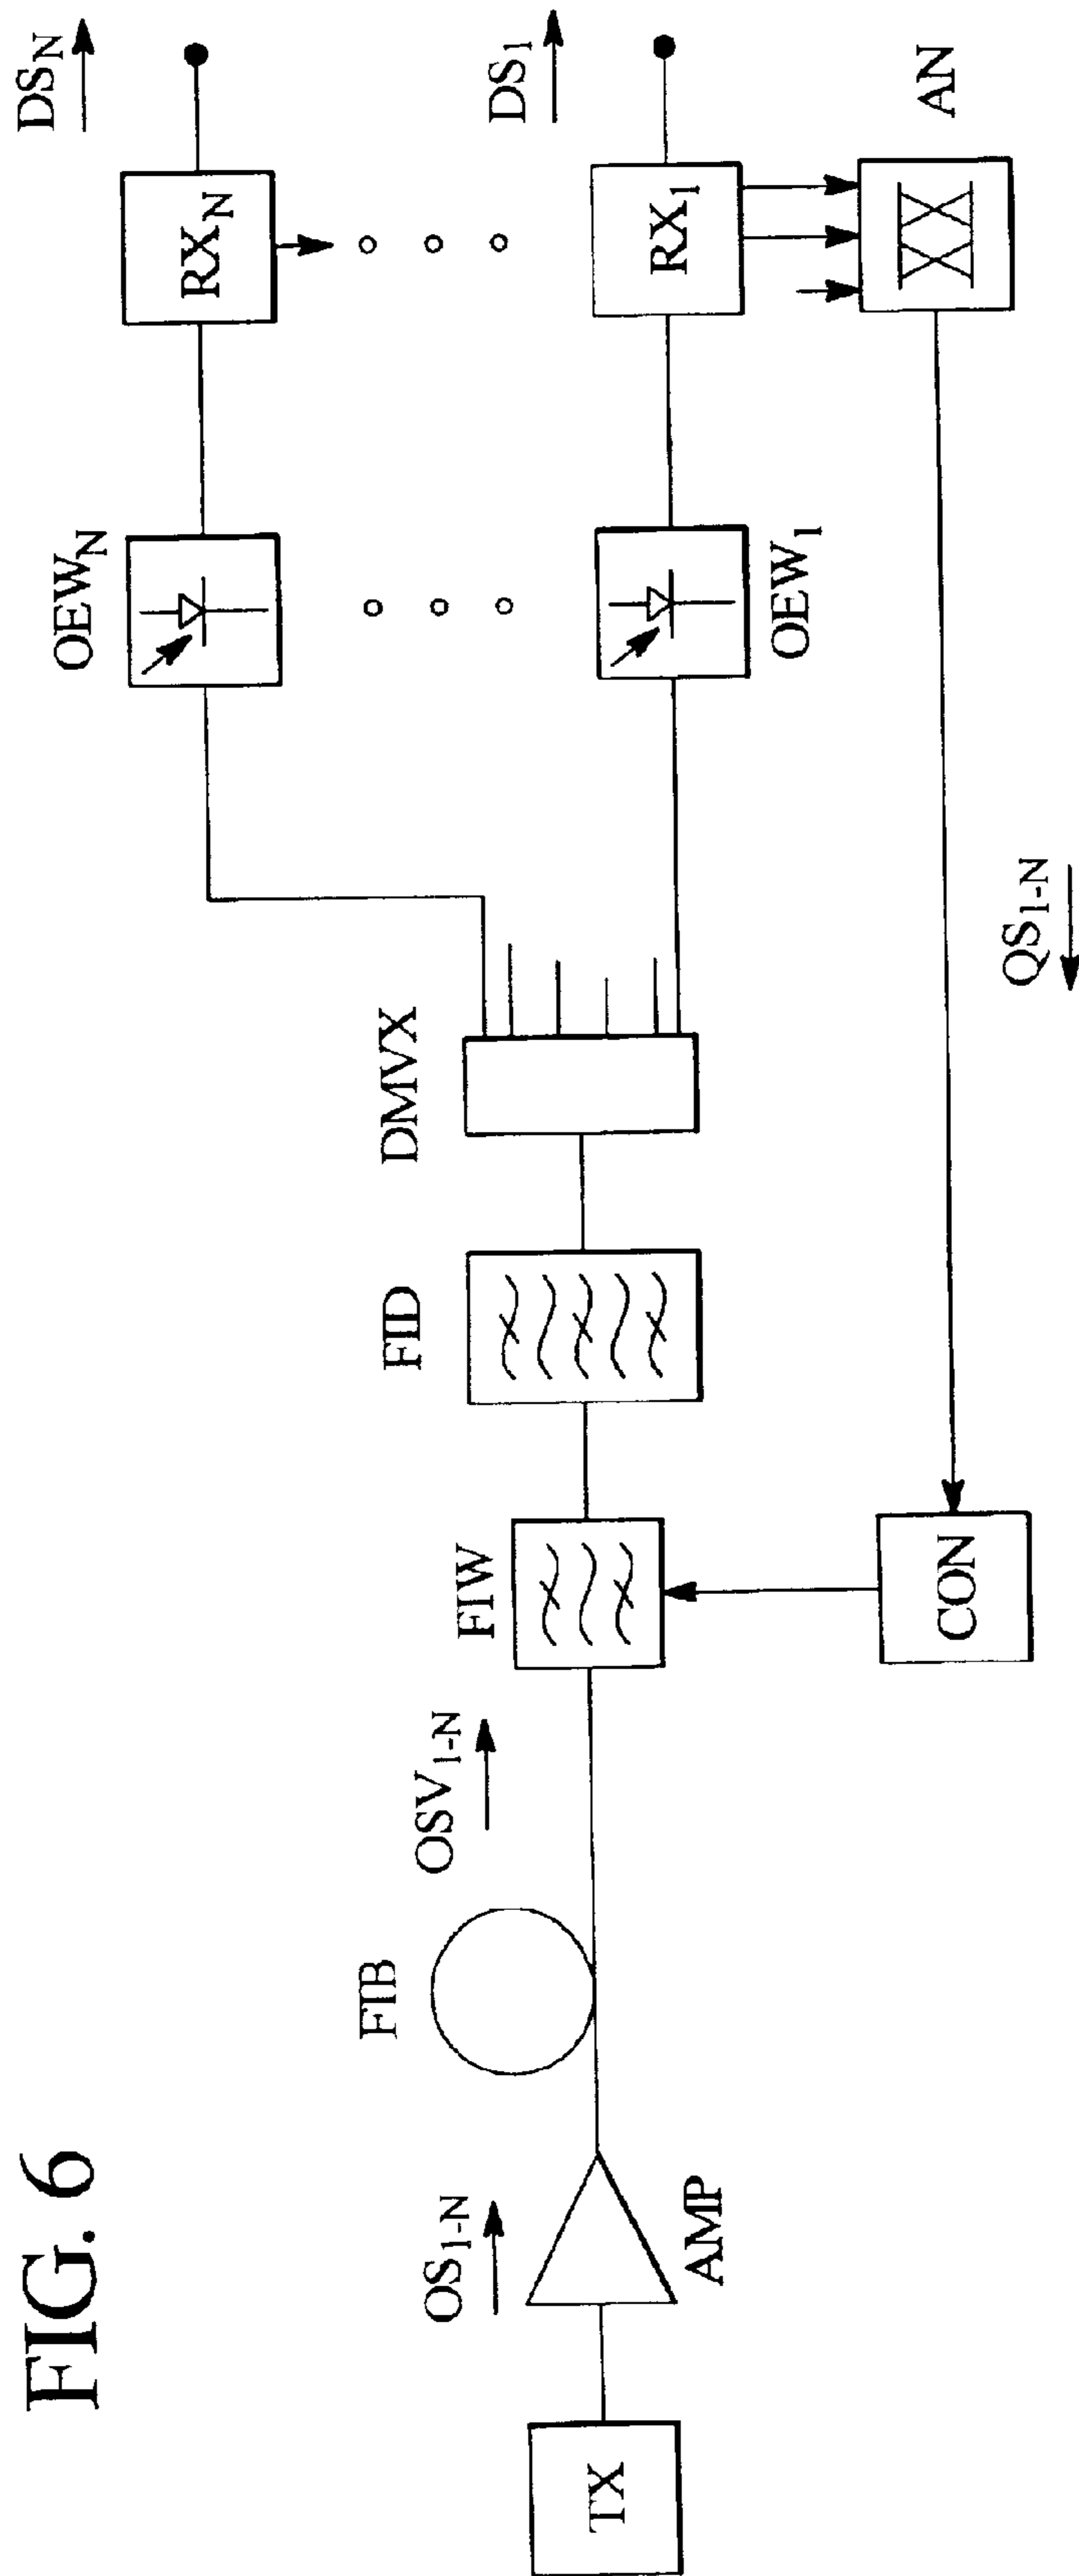 FIG. 6
TX
OS1-N
AMP
FIB
OSV1-N
FIW
CON
FID
DMVX
OEWN
OEW1
RXN
RX1
DSN
DS1
AN
QS1-N